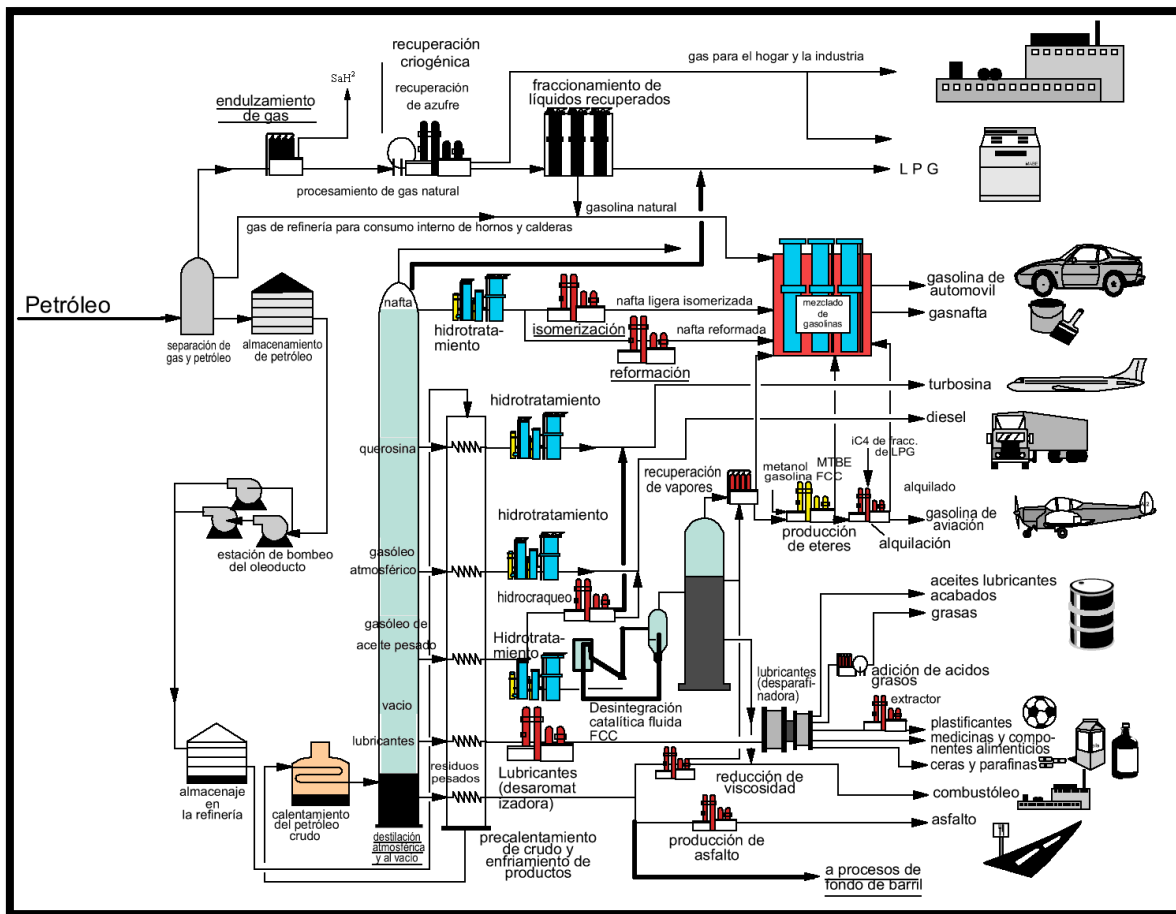 recuperación
criogénica
gas para el hogar y la industria
SaH²
recuperación
de azufre
fraccionamiento de
líquidos recuperados
endulzamiento
de gas
procesamiento de gas natural
L P G
gasolina natural
gas de refinería para consumo interno de hornos y calderas
Petróleo
nafta
separación de
gas y petróleo
almacenamiento
de petróleo
hidrotrata-
miento
isomerización
nafta ligera isomerizada
nafta reformada
reformación
mezclado
de
gasolinas
gasolina de
automovil
gasnafta
turbosina
diesel
hidrotratamiento
querosina
recuperación
de vapores
metanol
gasolina
MTBE
FCC
iC4 de fracc.
de LPG
alquilado
gasolina de
aviación
producción
de eteres
alquilación
estación de bombeo
del oleoducto
hidrotratamiento
gasóleo
atmosférico
hidrocraqueo
aceites lubricantes
acabados
grasas
gasóleo de
aceite pesado
Hidrotrata-
miento
lubricantes
(desparafi-
nadora)
adición de acidos
grasos
extractor
Desintegración
catalítica fluida
FCC
vacio
lubricantes
plastificantes
medicinas y compo-
nentes alimenticios
ceras y parafinas
residuos
pesados
Lubricantes
(desaromat
izadora)
reducción de
viscosidad
combustóleo
almacenaje
en
la refinería
calentamiento
del petróleo
crudo
destilación
atmosférica
y al vacio
precalentamiento
de crudo y
enfriamiento de
productos
producción de
asfalto
asfalto
a procesos de
fondo de barril